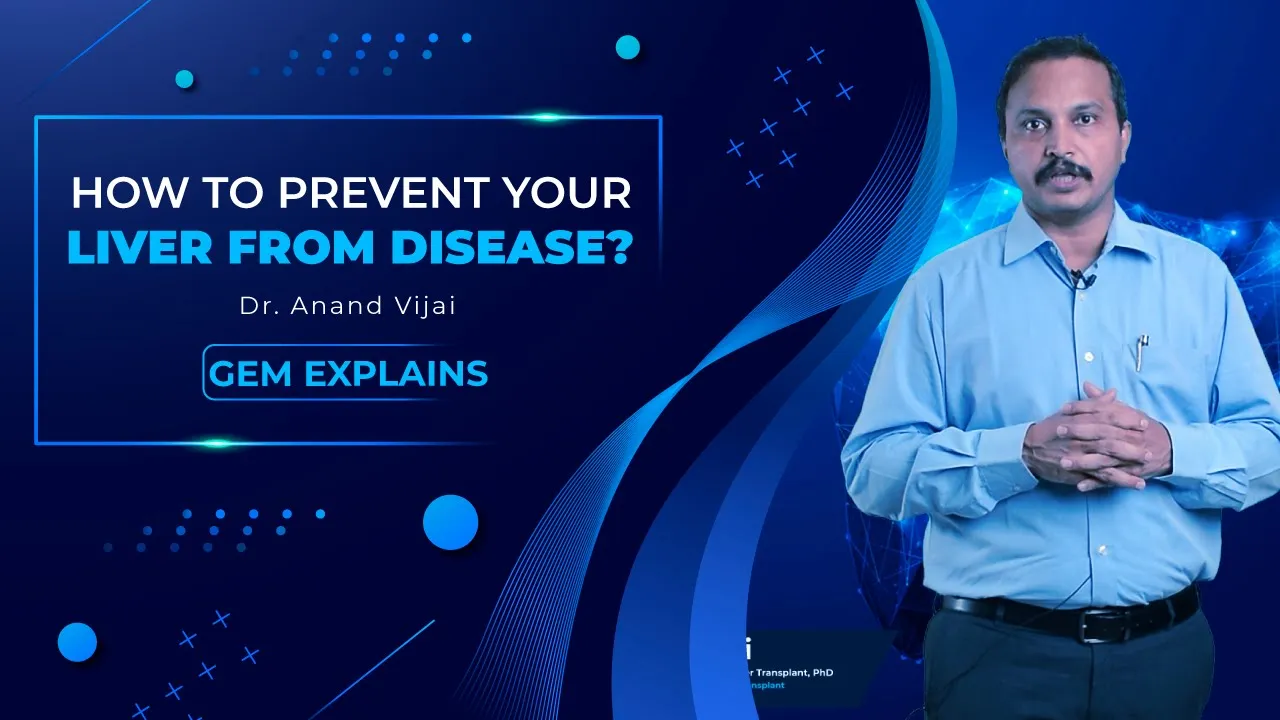 HOW TO PREVENT YOUR
LIVER FROM DISEASE?
Dr. Anand Vijai
GEM EXPLAINS
i
r Transplant, PhD
nsplant